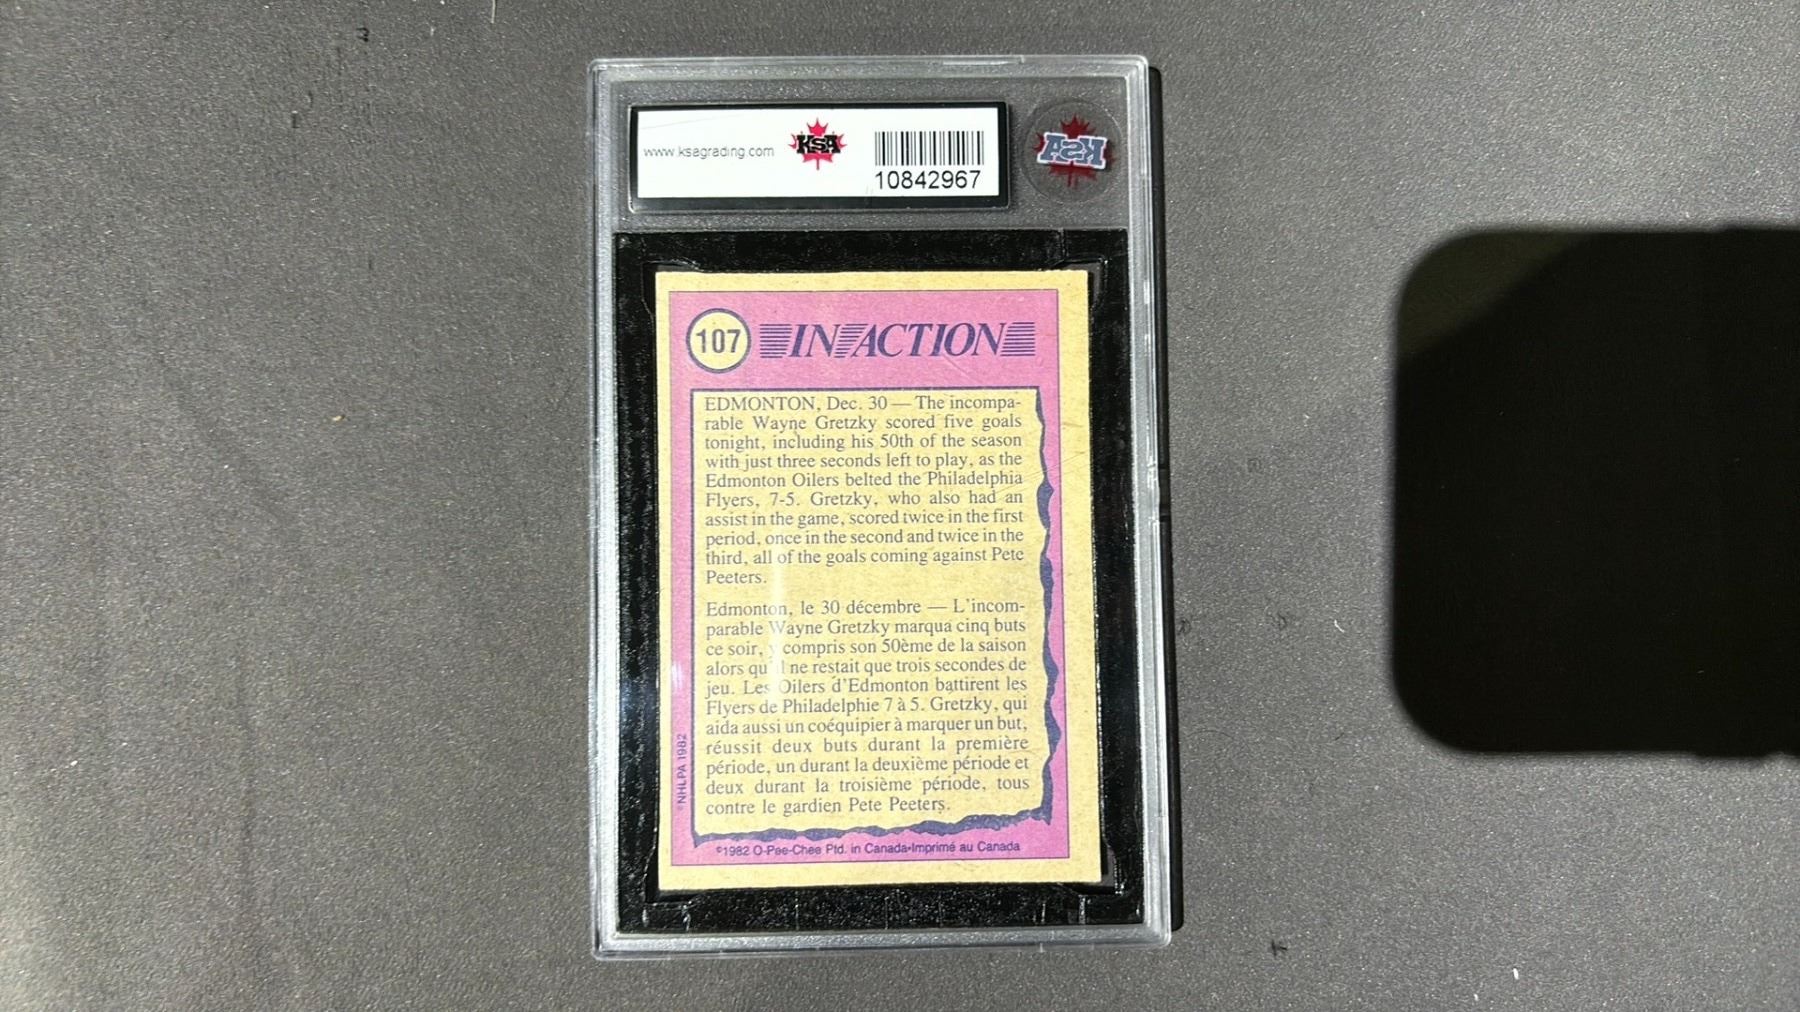 www.ksagrading.com
KSA
10842967
KSA
107
IN ACTION
EDMONTON, Dec. 30 — The incompa-
rable Wayne Gretzky scored five goals
tonight, including his 50th of the season
with just three seconds left to play, as the
Edmonton Oilers belted the Philadelphia
Flyers, 7-5. Gretzky, who also had an
assist in the game, scored twice in the first
period, once in the second and twice in the
third, all of the goals coming against Pete
Peeters.
Edmonton, le 30 décembre — L'incom-
parable Wayne Gretzky marqua cinq buts
ce soir, y compris son 50ème de la saison
alors qu'il ne restait que trois secondes de
jeu. Les Oilers d'Edmonton battirent les
Flyers de Philadelphie 7 à 5. Gretzky, qui
aida aussi un coéquipier à marquer un but,
réussit deux buts durant la première
période, un durant la deuxième période et
deux durant la troisième période, tous
contre le gardien Pete Peeters.
©NHLPA 1982
©1982 O-Pee-Chee Ptd. in Canada•Imprimé au Canada